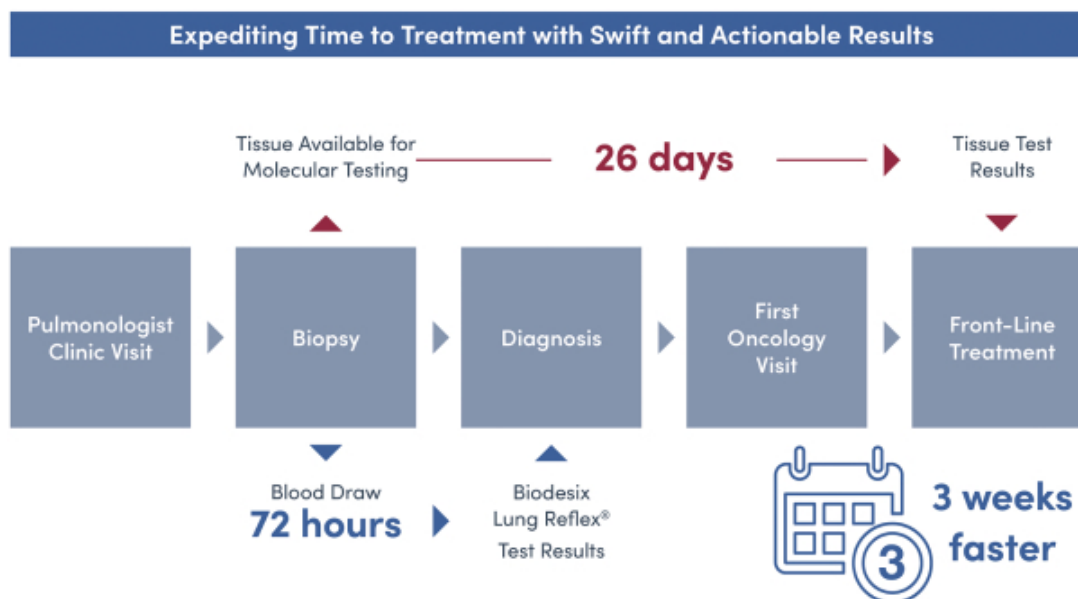 Expediting Time to Treatment with Swift and Actionable Results
Tissue Available for
Molecular Testing
26 days
Tissue Test
Results
Pulmonologist
Clinic Visit
Biopsy
Diagnosis
First
Oncology
Visit
Front-Line
Treatment
Blood Draw
72 hours
Biodesix
Lung Reflex®
Test Results
3
3 weeks
faster